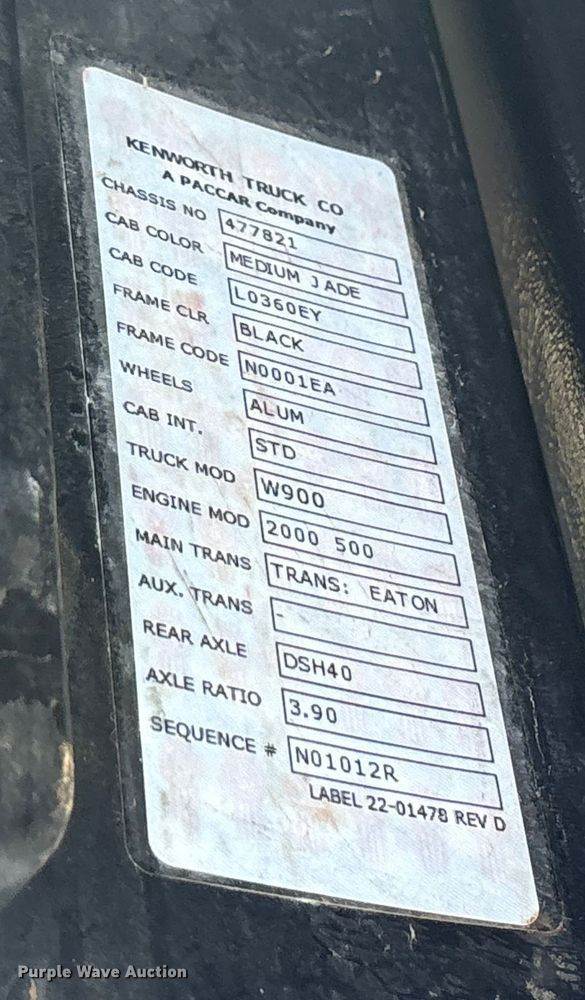 KENWORTH TRUCK CO
A PACCAR Company
CHASSIS NO 477821
CAB COLOR MEDIUM JADE
CAB CODE L0360EY
FRAME CLR BLACK
FRAME CODE N0001EA
WHEELS ALUM
CAB INT. STD
TRUCK MOD W900
ENGINE MOD 2000 500
MAIN TRANS TRANS: EATON
AUX. TRANS -
REAR AXLE DSH40
AXLE RATIO 3.90
SEQUENCE # N01012R
LABEL 22-01478 REV D
Purple Wave Auction